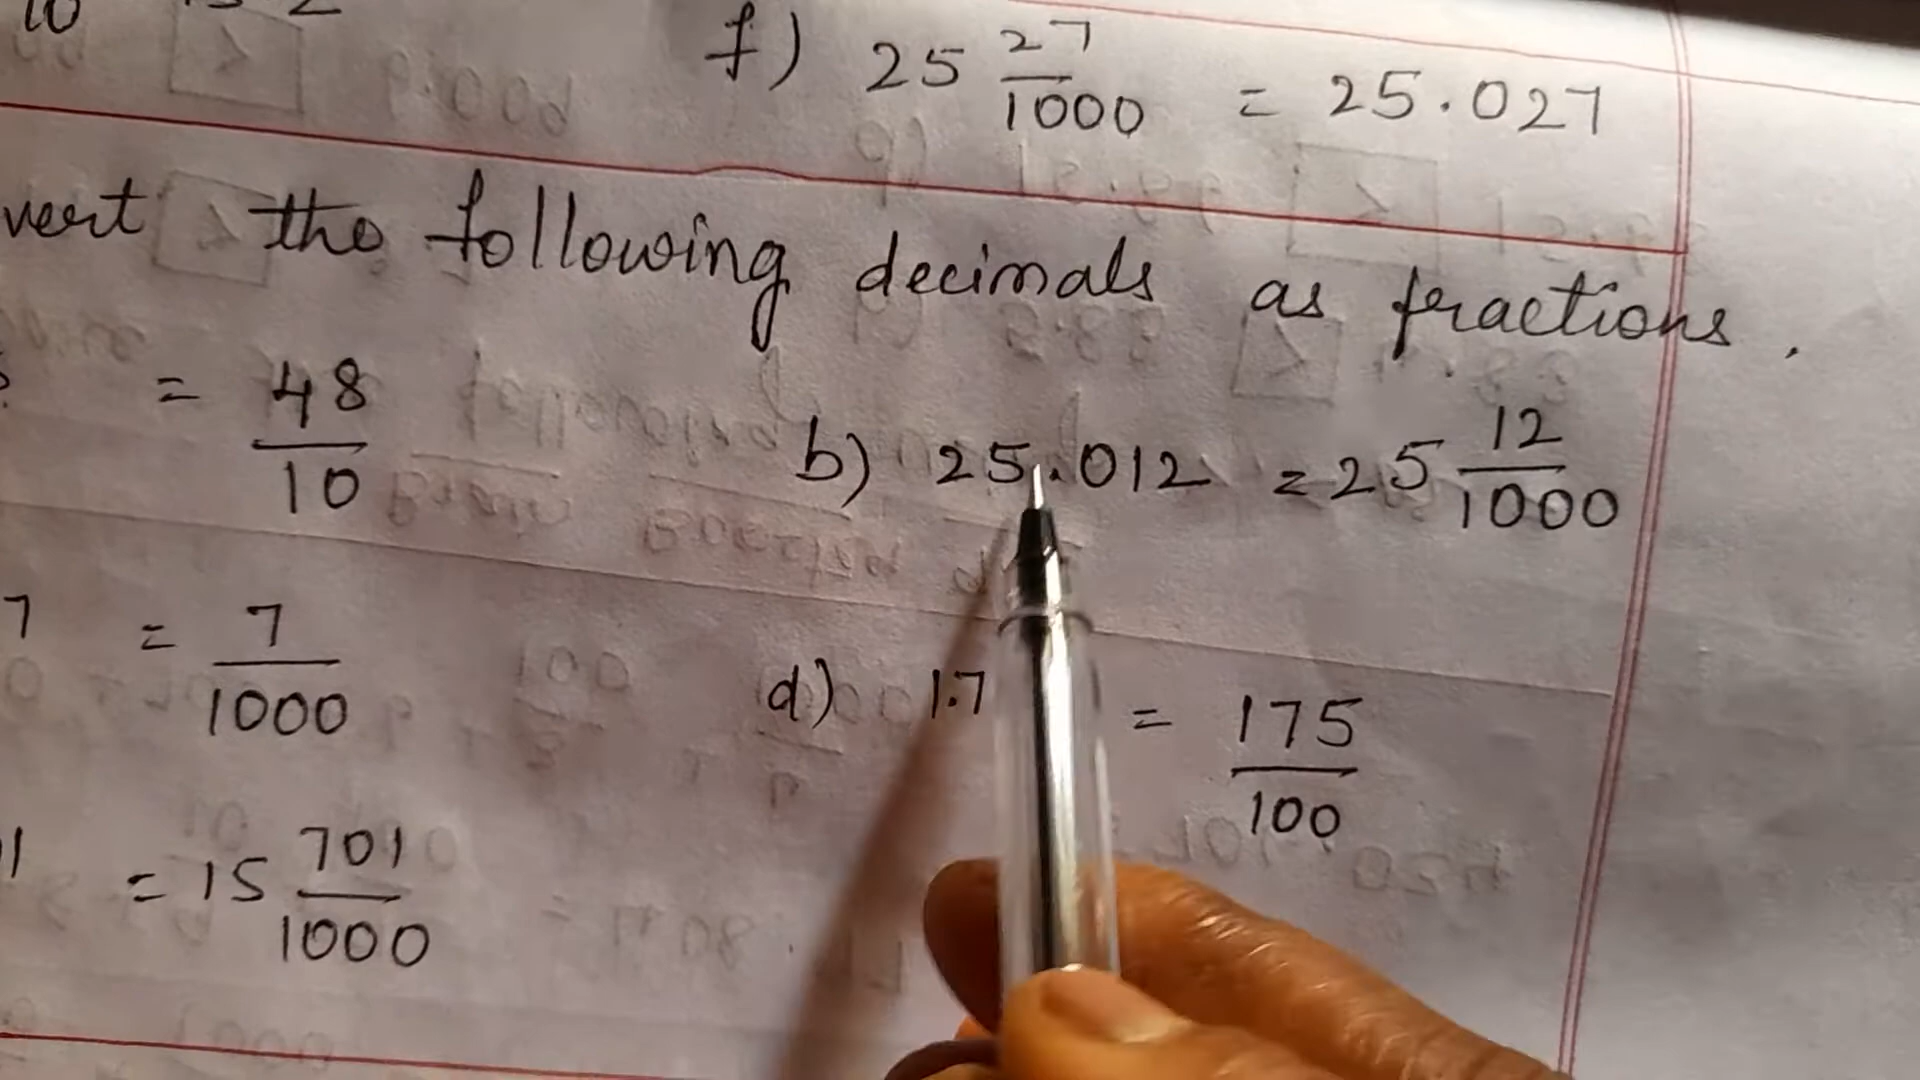 f) 25 27/1000 = 25.027
vert the following decimals as fractions.
= 48/10
b) 25.012 = 25 12/1000
7 = 7/1000
d) 1.7 = 175/100
1 = 15 701/1000